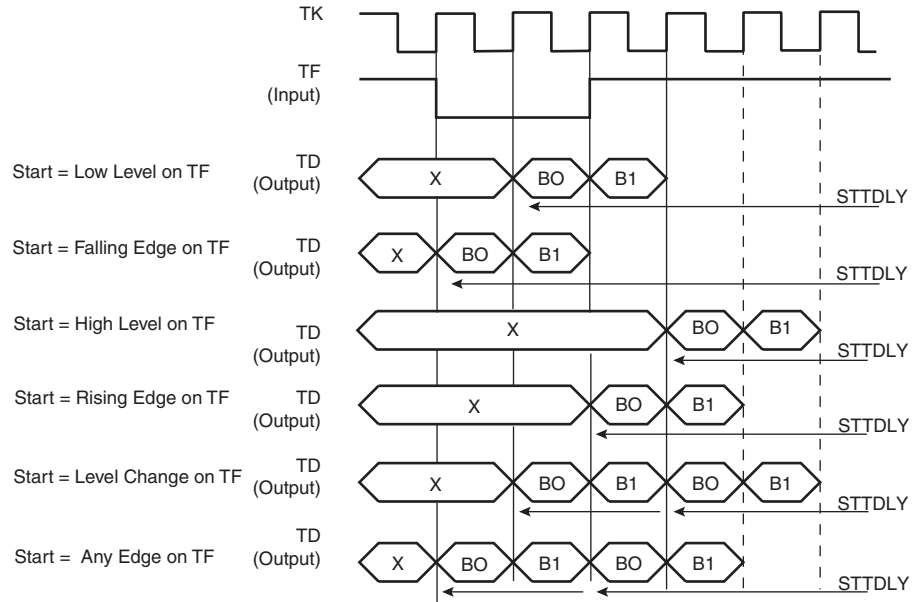 TK
TF
(Input)
Start = Low Level on TF
TD
(Output)
X
BO
B1
STTDLY
Start = Falling Edge on TF
TD
(Output)
X
BO
B1
STTDLY
Start = High Level on TF
TD
(Output)
X
BO
B1
STTDLY
Start = Rising Edge on TF
TD
(Output)
X
BO
B1
STTDLY
Start = Level Change on TF
TD
(Output)
X
BO
B1
BO
B1
STTDLY
Start = Any Edge on TF
TD
(Output)
X
BO
B1
BO
B1
STTDLY